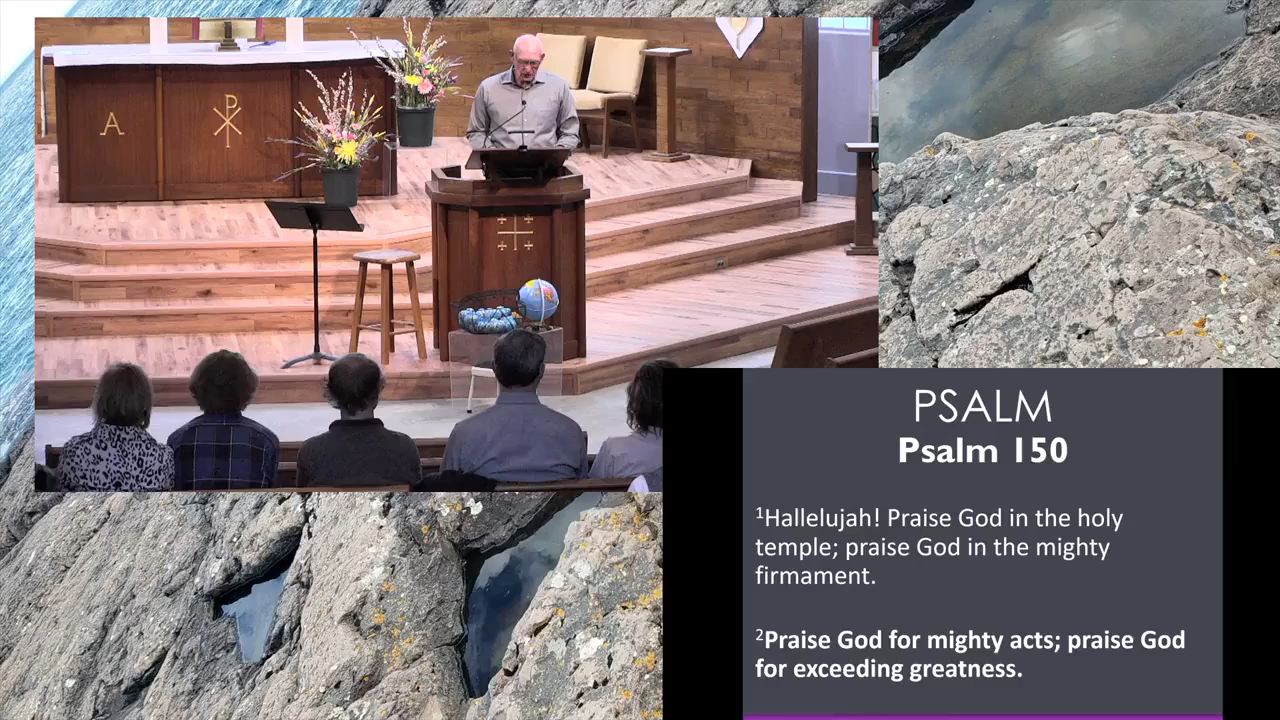 A
PSALM
Psalm 150
1Hallelujah! Praise God in the holy
temple; praise God in the mighty
firmament.
2Praise God for mighty acts; praise God
for exceeding greatness.